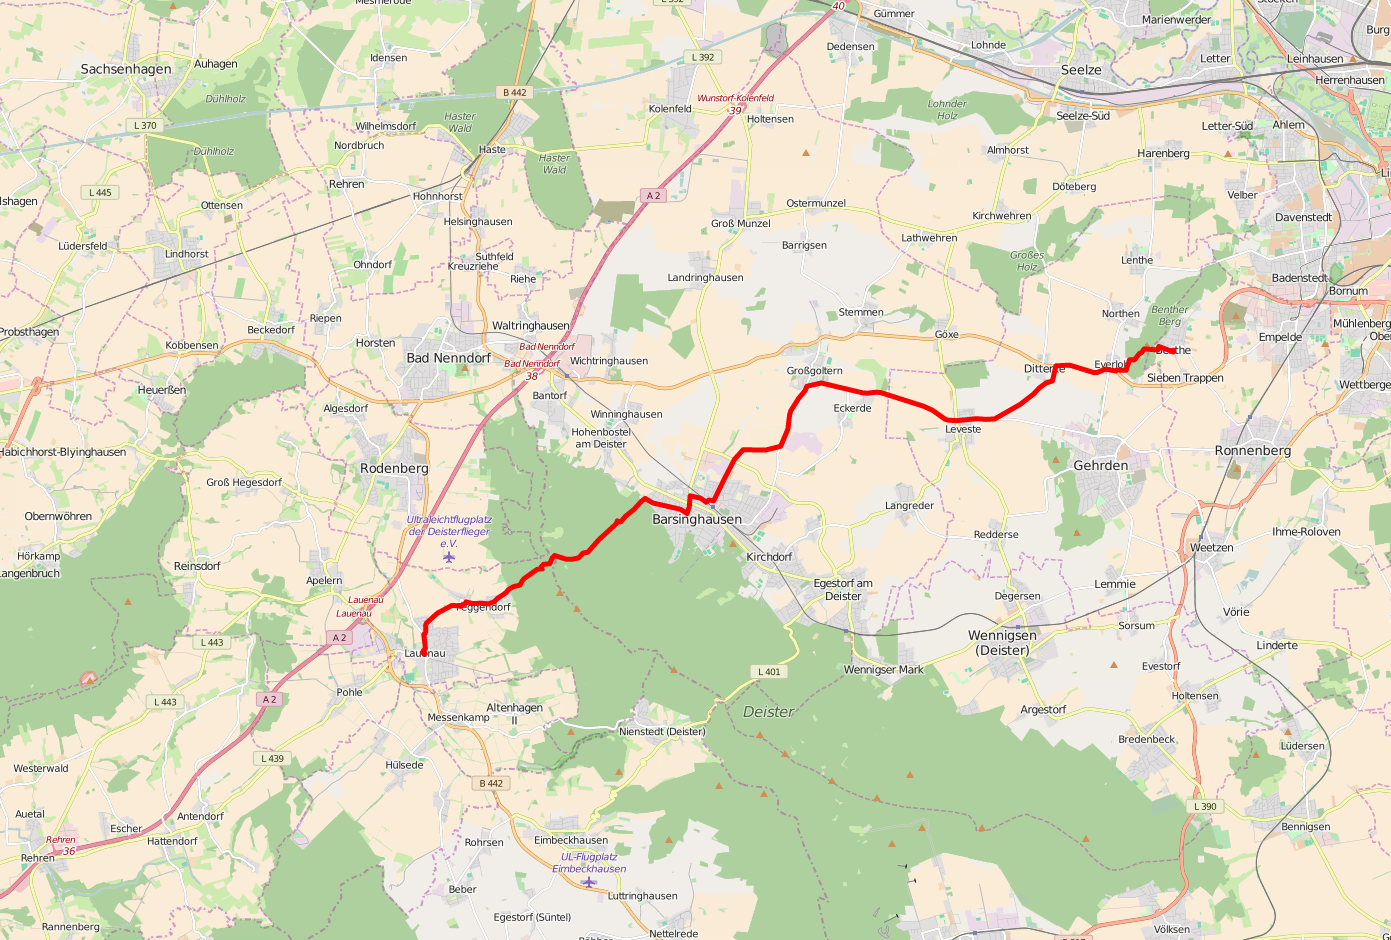 Mesmerode
L 392
40
Gümmer
Marienwerder
Stöcken
Burg
Dedensen
Lohnde
Letter
Leinhausen
Sachsenhagen
Auhagen
Idensen
L 392
Seelze
Herrenhausen
Dühlholz
B 442
Wunstorf-Kolenfeld
39
Kolenfeld
Holtensen
Lohnder
Holz
Seelze-Süd
L 370
Wilhelmsdorf
Haster
Wald
Letter-Süd
Ahlem
Nordbruch
Haste
Dühlholz
Haster
Wald
Almhorst
Harenberg
Rehren
Hohnhorst
L 445
A 2
Döteberg
Velber
Ottensen
Ostermunzel
Kirchwehren
Davenstedt
Helsinghausen
Groß Munzel
Lathwehren
Lüdersfeld
Lindhorst
Suthfeld
Kreuzriehe
Barrigsen
Großes
Holz
Lenthe
Ohndorf
Riehe
Landringhausen
Badenstedt
Bornum
Riepen
Stemmen
Northen
Benther
Berg
Probsthagen
Beckedorf
Waltringhausen
Göxe
Empelde
Mühlenberg
Kobbensen
Horsten
Bad Nenndorf
Bad Nenndorf
Bad Nenndorf
38
Wichtringhausen
Großgoltern
Everloh
Benthe
Sieben Trappen
Wettberge
Heuerßen
Bantorf
Algesdorf
Winninghausen
Eckerde
Hohenbostel
am Deister
Leveste
Habichhorst-Blyinghausen
Rodenberg
Gehrden
Ronnenberg
Groß Hegesdorf
Obernwöhren
Ultraleichtflugplatz
der Deisterflieger
e.V.
Barsinghausen
Langreder
Redderse
Ihme-Roloven
Hörkamp
Langenbruch
Reinsdorf
Kirchdorf
Weetzen
Apelern
Egestorf am
Deister
Lemmie
Lauenau
Lauenau
Feggendorf
Degersen
Vörie
A 2
L 443
Wennigsen
(Deister)
Sorsum
Linderte
Lauenau
L 401
Wennigser Mark
Evestorf
Pohle
A 2
L 443
Altenhagen
II
Deister
Holtensen
Messenkamp
Argestorf
Nienstedt (Deister)
Bredenbeck
Lüdersen
L 439
Hülsede
Westerwald
B 442
L 390
Auetal
Escher
Antendorf
Bennigsen
Rehren
36
Hattendorf
Rohrsen
Eimbeckhausen
Rehren
UL-Flugplatz
Eimbeckhausen
Beber
Luttringhausen
Rannenberg
Egestorf (Süntel)
Nettelrede
Völksen